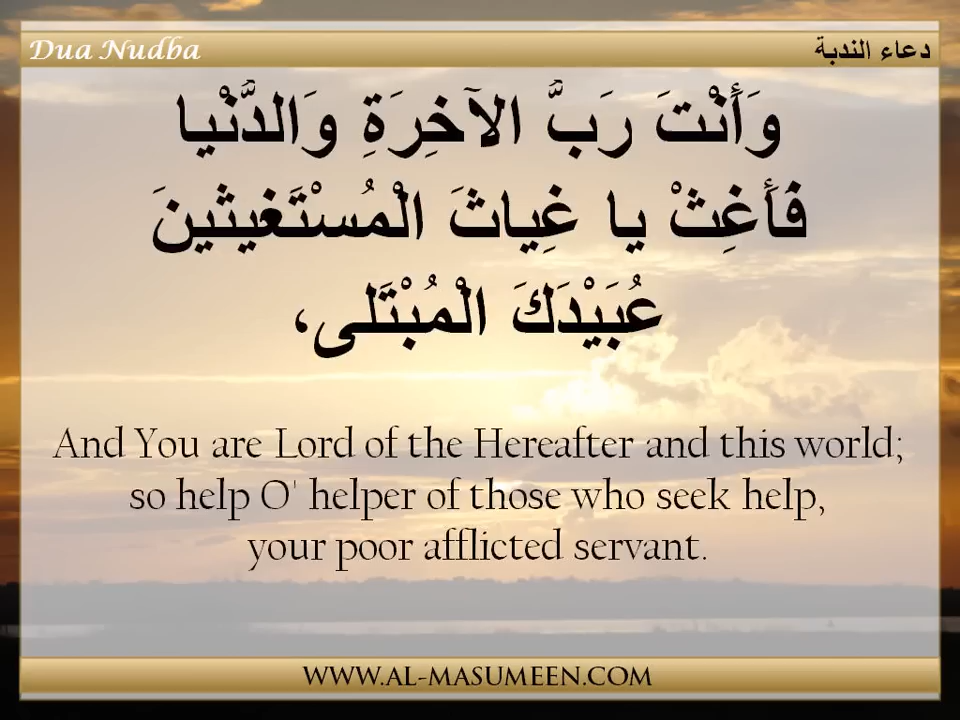 Dua Nudba
دعاء الندبة
وَأَنْتَ رَبُّ الآخِرَةِ وَالدُّنْيا
فَأَغِثْ يا غِياثَ الْمُسْتَغيثينَ
عُبَيْدَكَ الْمُبْتَلى،
And You are Lord of the Hereafter and this world;
so help O' helper of those who seek help,
your poor afflicted servant.
WWW.AL-MASUMEEN.COM